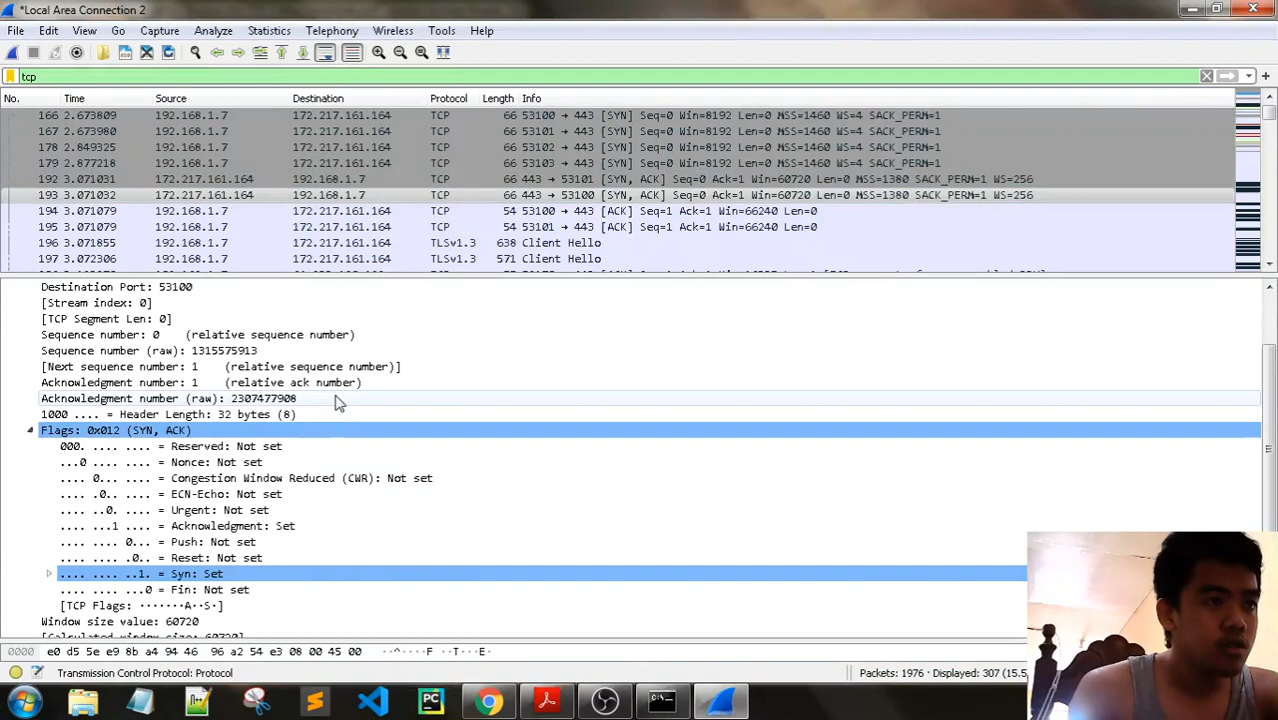 *Local Area Connection 2
File Edit View Go Capture Analyze Statistics Telephony Wireless Tools Help
tcp
No. Time Source Destination Protocol Length Info
166 2.673809 192.168.1.7 172.217.161.164 TCP 66 53100 → 443 [SYN] Seq=0 Win=8192 Len=0 MSS=1460 WS=4 SACK_PERM=1
167 2.673980 192.168.1.7 172.217.161.164 TCP 66 53101 → 443 [SYN] Seq=0 Win=8192 Len=0 MSS=1460 WS=4 SACK_PERM=1
178 2.849325 192.168.1.7 172.217.161.164 TCP 66 53102 → 443 [SYN] Seq=0 Win=8192 Len=0 MSS=1460 WS=4 SACK_PERM=1
179 2.877218 192.168.1.7 172.217.161.164 TCP 66 53103 → 443 [SYN] Seq=0 Win=8192 Len=0 MSS=1460 WS=4 SACK_PERM=1
192 3.071031 172.217.161.164 192.168.1.7 TCP 66 443 → 53101 [SYN, ACK] Seq=0 Ack=1 Win=60720 Len=0 MSS=1380 SACK_PERM=1 WS=256
193 3.071032 172.217.161.164 192.168.1.7 TCP 66 443 → 53100 [SYN, ACK] Seq=0 Ack=1 Win=60720 Len=0 MSS=1380 SACK_PERM=1 WS=256
194 3.071079 192.168.1.7 172.217.161.164 TCP 54 53100 → 443 [ACK] Seq=1 Ack=1 Win=66240 Len=0
195 3.071079 192.168.1.7 172.217.161.164 TCP 54 53101 → 443 [ACK] Seq=1 Ack=1 Win=66240 Len=0
196 3.071855 192.168.1.7 172.217.161.164 TLSv1.3 638 Client Hello
197 3.072306 192.168.1.7 172.217.161.164 TLSv1.3 571 Client Hello
Destination Port: 53100
[Stream index: 0]
[TCP Segment Len: 0]
Sequence number: 0 (relative sequence number)
Sequence number (raw): 1315575913
[Next sequence number: 1 (relative sequence number)]
Acknowledgment number: 1 (relative ack number)
Acknowledgment number (raw): 2307477908
1000 .... = Header Length: 32 bytes (8)
Flags: 0x012 (SYN, ACK)
000. .... .... = Reserved: Not set
...0 .... .... = Nonce: Not set
.... 0... .... = Congestion Window Reduced (CWR): Not set
.... .0.. .... = ECN-Echo: Not set
.... ..0. .... = Urgent: Not set
.... ...1 .... = Acknowledgment: Set
.... .... 0... = Push: Not set
.... .... .0.. = Reset: Not set
.... .... ..1. = Syn: Set
.... .... ...0 = Fin: Not set
[TCP Flags: ·······A··S·]
Window size value: 60720
[Calculated window size: 60720]
0000 e0 d5 5e e9 8b a4 94 46 96 a2 54 e3 08 00 45 00 ··^····F ··T···E·
Transmission Control Protocol: Protocol
Packets: 1976 · Displayed: 307 (15.5